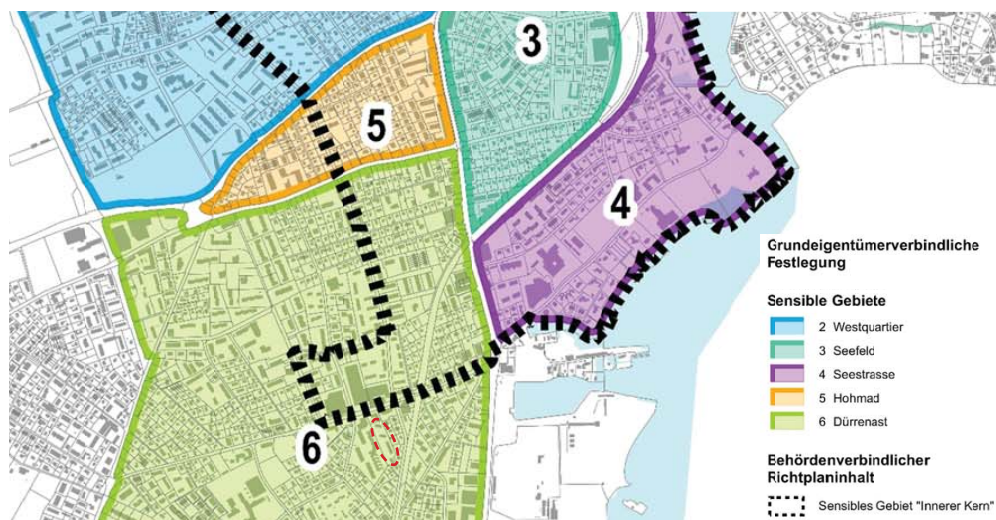 3
5
4
6
Grundeigentümerverbindliche
Festlegung
Sensible Gebiete
2 Westquartier
3 Seefeld
4 Seestrasse
5 Hohmad
6 Dürrenast
Behördenverbindlicher
Richtplaninhalt
Sensibles Gebiet "Innerer Kern"